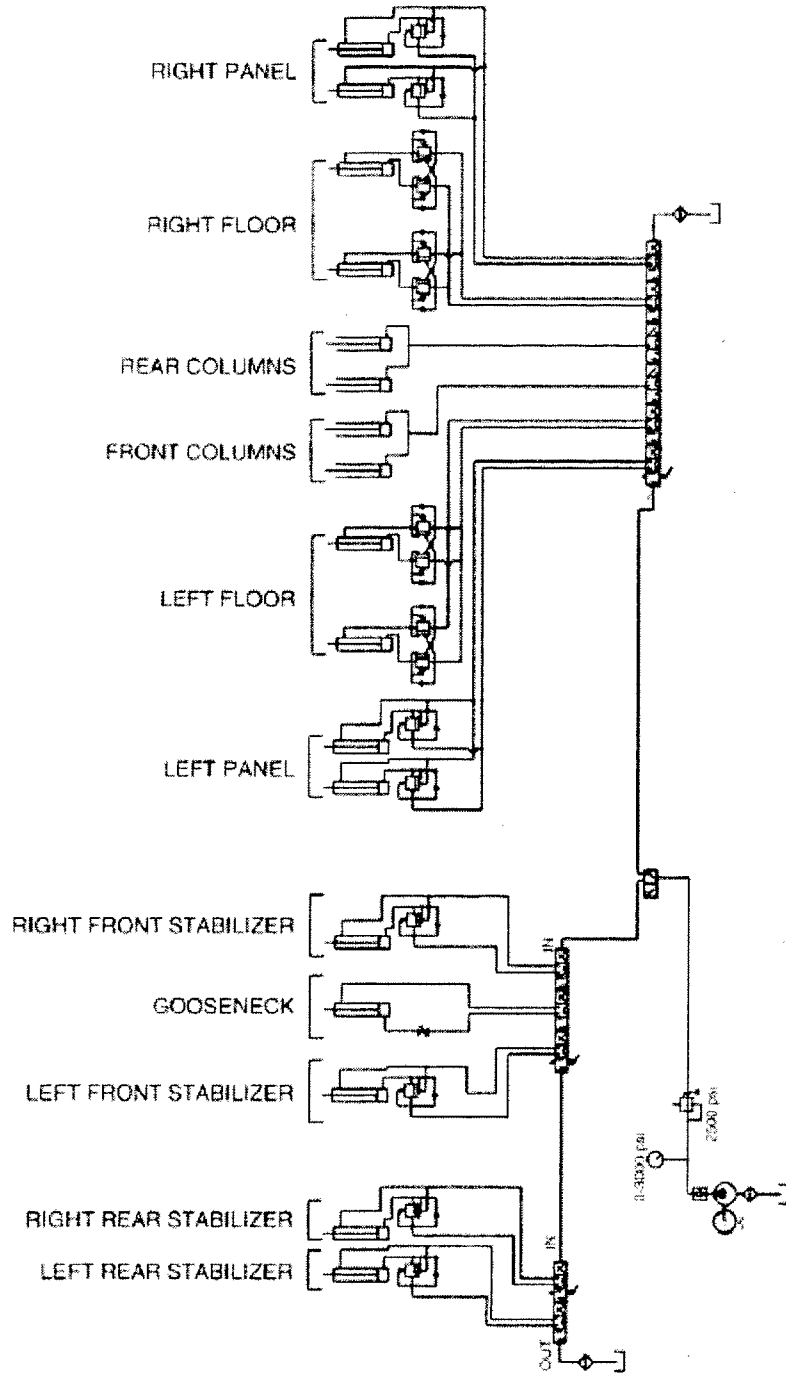 RIGHT PANEL
RIGHT FLOOR
REAR COLUMNS
FRONT COLUMNS
LEFT FLOOR
LEFT PANEL
RIGHT FRONT STABILIZER
GOOSENECK
LEFT FRONT STABILIZER
RIGHT REAR STABILIZER
LEFT REAR STABILIZER
IN
IN
OUT
0-3000 psi
2500 psi